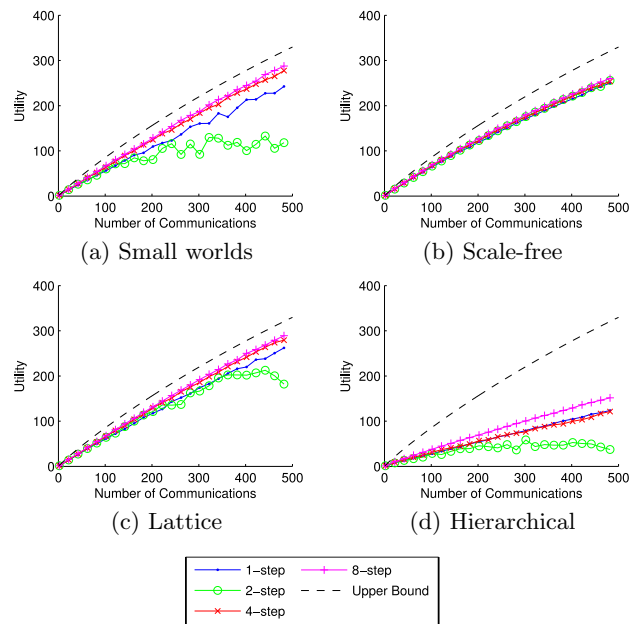 400
300
200
100
0
Utility
0 100 200 300 400 500
Number of Communications
(a) Small worlds
400
300
200
100
0
Utility
0 100 200 300 400 500
Number of Communications
(b) Scale-free
400
300
200
100
0
Utility
0 100 200 300 400 500
Number of Communications
(c) Lattice
400
300
200
100
0
Utility
0 100 200 300 400 500
Number of Communications
(d) Hierarchical
1−step
2−step
4−step
8−step
Upper Bound